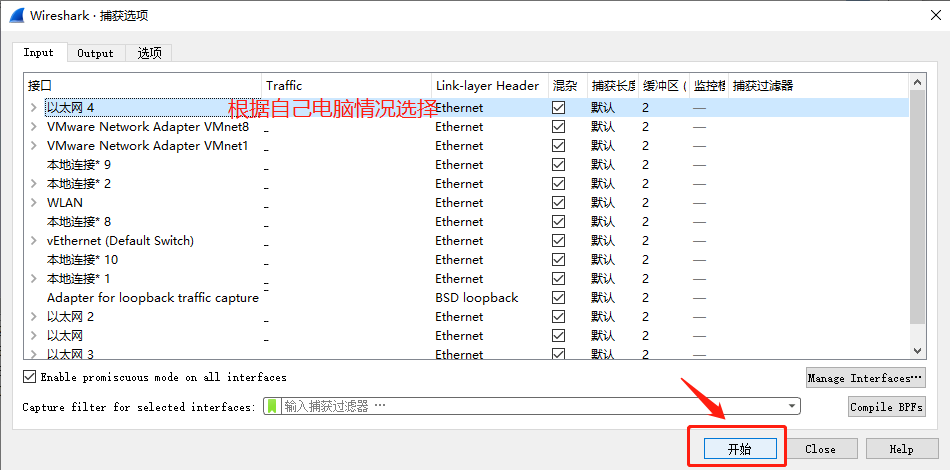 Wireshark · 捕获选项
Input Output 选项
接口 Traffic Link-layer Header 混杂 捕获长度 缓冲区 ( 监控模 捕获过滤器
以太网 4 根据自己电脑情况选择 Ethernet 默认 2 —
VMware Network Adapter VMnet8 _ Ethernet 默认 2 —
VMware Network Adapter VMnet1 _ Ethernet 默认 2 —
本地连接* 9 _ Ethernet 默认 2 —
本地连接* 2 _ Ethernet 默认 2 —
WLAN _ Ethernet 默认 2 —
本地连接* 8 _ Ethernet 默认 2 —
vEthernet (Default Switch) _ Ethernet 默认 2 —
本地连接* 10 _ Ethernet 默认 2 —
本地连接* 1 _ Ethernet 默认 2 —
Adapter for loopback traffic capture _ BSD loopback 默认 2 —
以太网 2 _ Ethernet 默认 2 —
以太网 _ Ethernet 默认 2 —
以太网 3 _ Ethernet 默认 2 —
Enable promiscuous mode on all interfaces Manage Interfaces…
Capture filter for selected interfaces: 输入捕获过滤器 … Compile BPFs
开始 Close Help